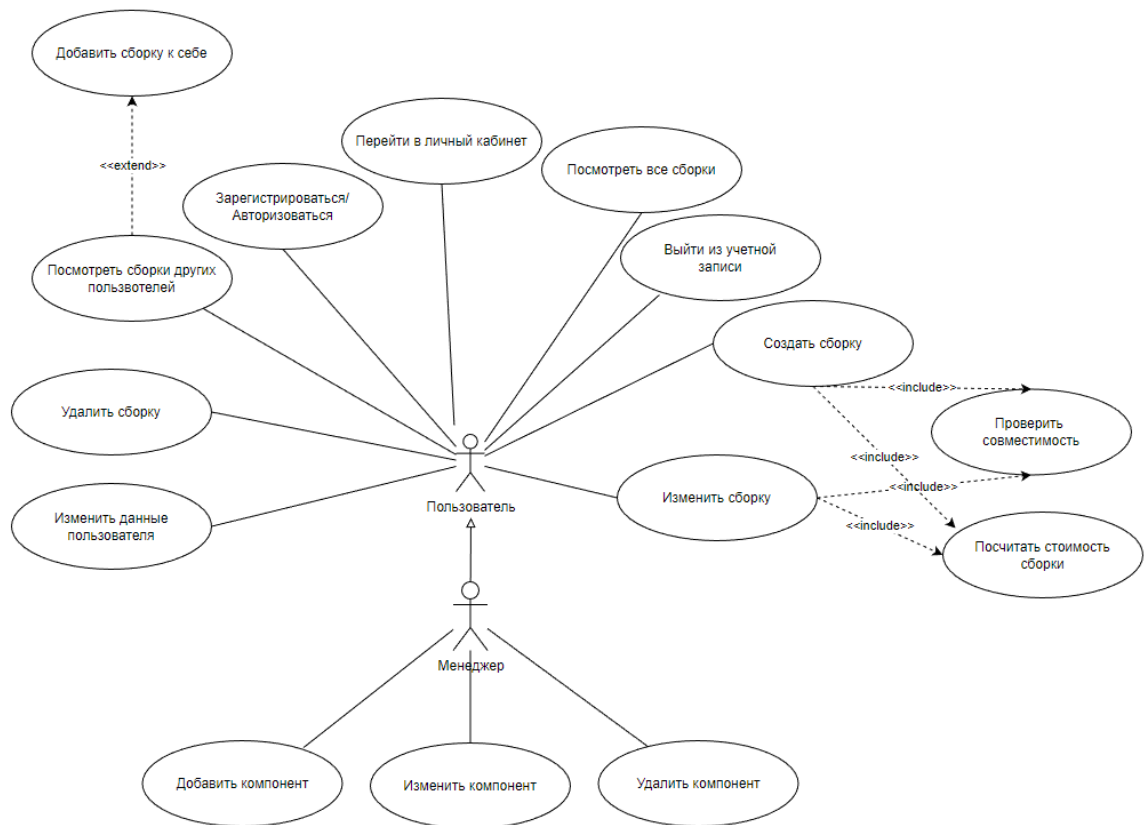 Добавить сборку к себе
<<extend>>
Перейти в личный кабинет
Посмотреть все сборки
Зарегистрироваться/
Авторизоваться
Выйти из учетной
записи
Посмотреть сборки других
пользвотелей
Создать сборку
<<include>>
Удалить сборку
Проверить
совместимость
<<include>>
<<include>>
Изменить сборку
Пользователь
<<include>>
Изменить данные
пользователя
Посчитать стоимость
сборки
Менеджер
Добавить компонент
Изменить компонент
Удалить компонент